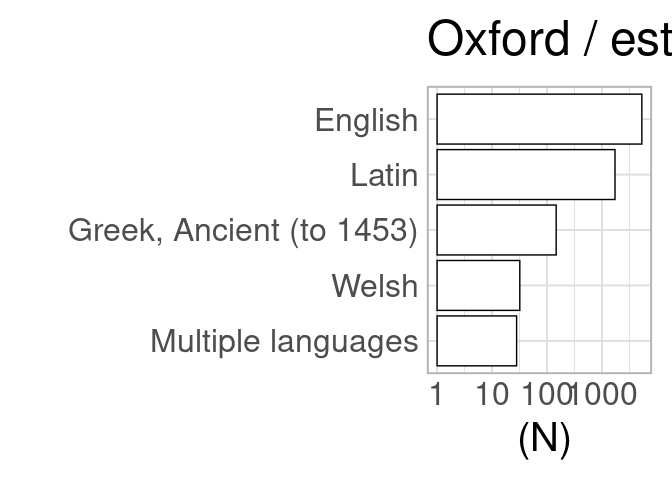 Oxford / est
English
Latin
Greek, Ancient (to 1453)
Welsh
Multiple languages
1 10 100 1000
(N)